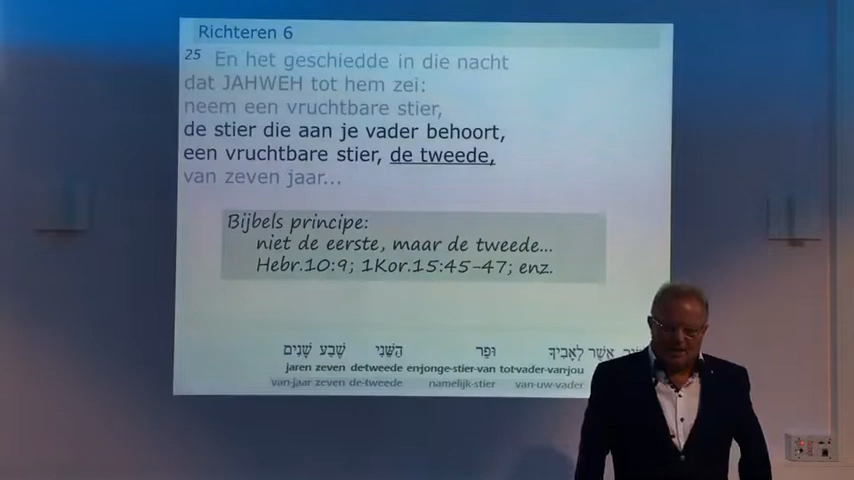 Richteren 6
25 En het geschiedde in die nacht
dat JAHWEH tot hem zei:
neem een vruchtbare stier,
de stier die aan je vader behoort,
een vruchtbare stier, de tweede,
van zeven jaar...
Bijbels principe:
niet de eerste, maar de tweede...
Hebr.10:9; 1Kor.15:45-47; enz.
אֲשֶׁר לְאָבִיךָ וּפַר הַשֵּׁנִי שֶׁבַע שָׁנִים
jaren zeven de-tweede en-jonge-stier-van tot-vader-van-jou
van-jaar zeven de-tweede namelijk-stier van-uw-vader